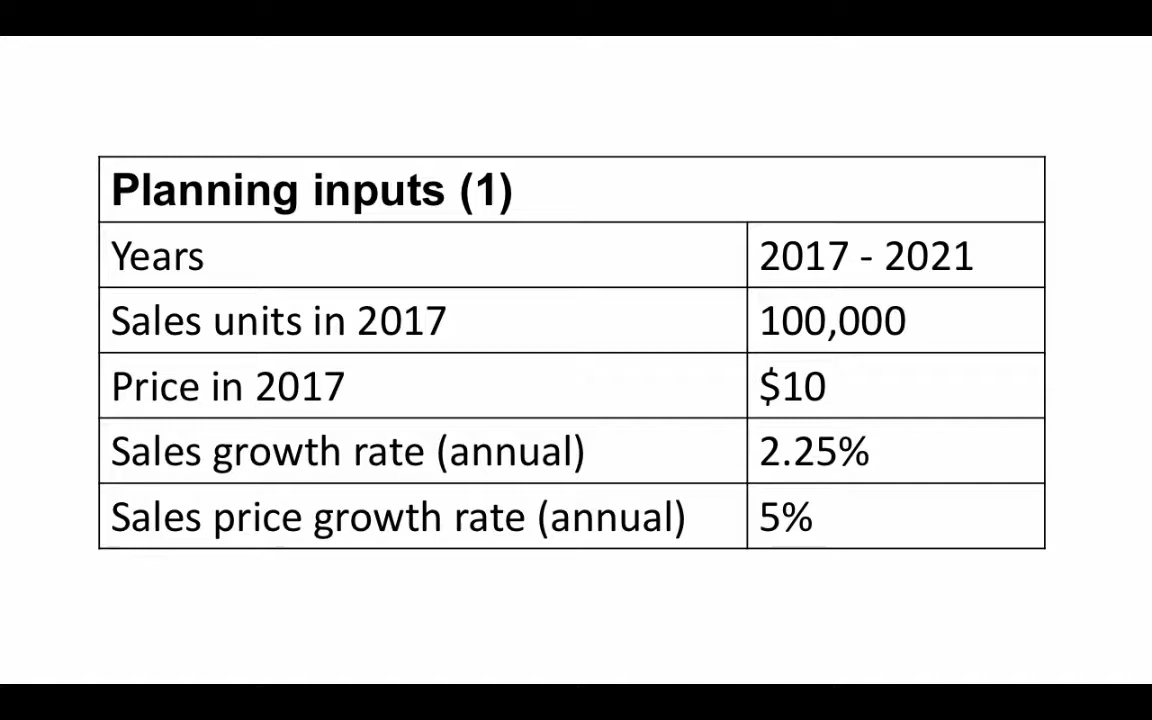 Planning inputs (1)
Years 2017 - 2021
Sales units in 2017 100,000
Price in 2017 $10
Sales growth rate (annual) 2.25%
Sales price growth rate (annual) 5%